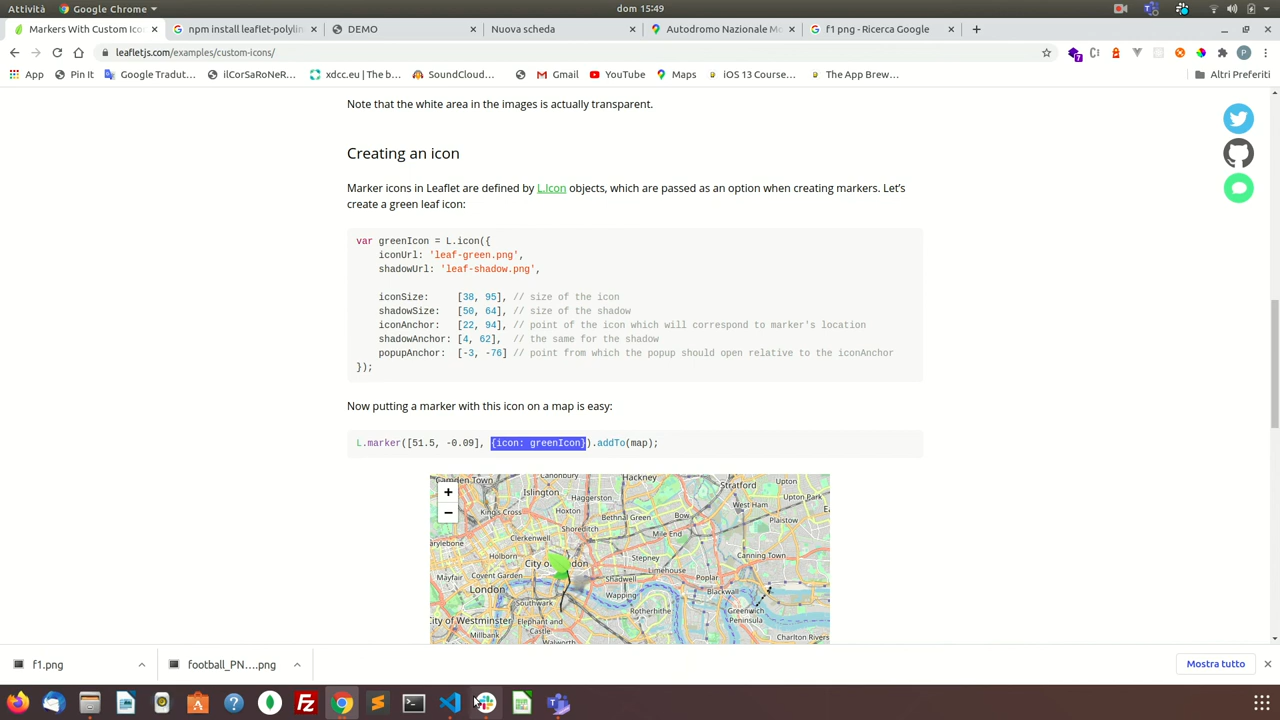 Attività
Google Chrome
dom 15:49
Markers With Custom Ico
npm install leaflet-polylin
DEMO
Nuova scheda
Autodromo Nazionale Mo
f1 png - Ricerca Google
leafletjs.com/examples/custom-icons/
App
Pin It
Google Tradut...
ilCorSaRoNeR...
xdcc.eu | The b...
SoundCloud...
Gmail
YouTube
Maps
iOS 13 Course...
The App Brew...
Altri Preferiti
Note that the white area in the images is actually transparent.
Creating an icon
Marker icons in Leaflet are defined by L.Icon objects, which are passed as an option when creating markers. Let's
create a green leaf icon:
var greenIcon = L.icon({
iconUrl: 'leaf-green.png',
shadowUrl: 'leaf-shadow.png',
iconSize: [38, 95], // size of the icon
shadowSize: [50, 64], // size of the shadow
iconAnchor: [22, 94], // point of the icon which will correspond to marker's location
shadowAnchor: [4, 62], // the same for the shadow
popupAnchor: [-3, -76] // point from which the popup should open relative to the iconAnchor
});
Now putting a marker with this icon on a map is easy:
L.marker([51.5, -0.09], {icon: greenIcon}).addTo(map);
Camden Town
Hackney
Stratford
Upton Park
+
Islington
Haggerston
West Ham
King's Cross
Hoxton
Bethnal Green
Bow
Plaistow
−
Shoreditch
Mile End
arylebone
Clerkenwell
Stepney
Canning Town
Holborn
City of London
Limehouse
Mayfair
Covent Garden
Shadwell
Poplar
London
Wapping
Blackwall
Southwark
Rotherhithe
Greenwich
Peninsula
City of Westminster
Elephant and
Castle
Millbank
Walworth
Charlton Rivers
f1.png
football_PN....png
Mostra tutto